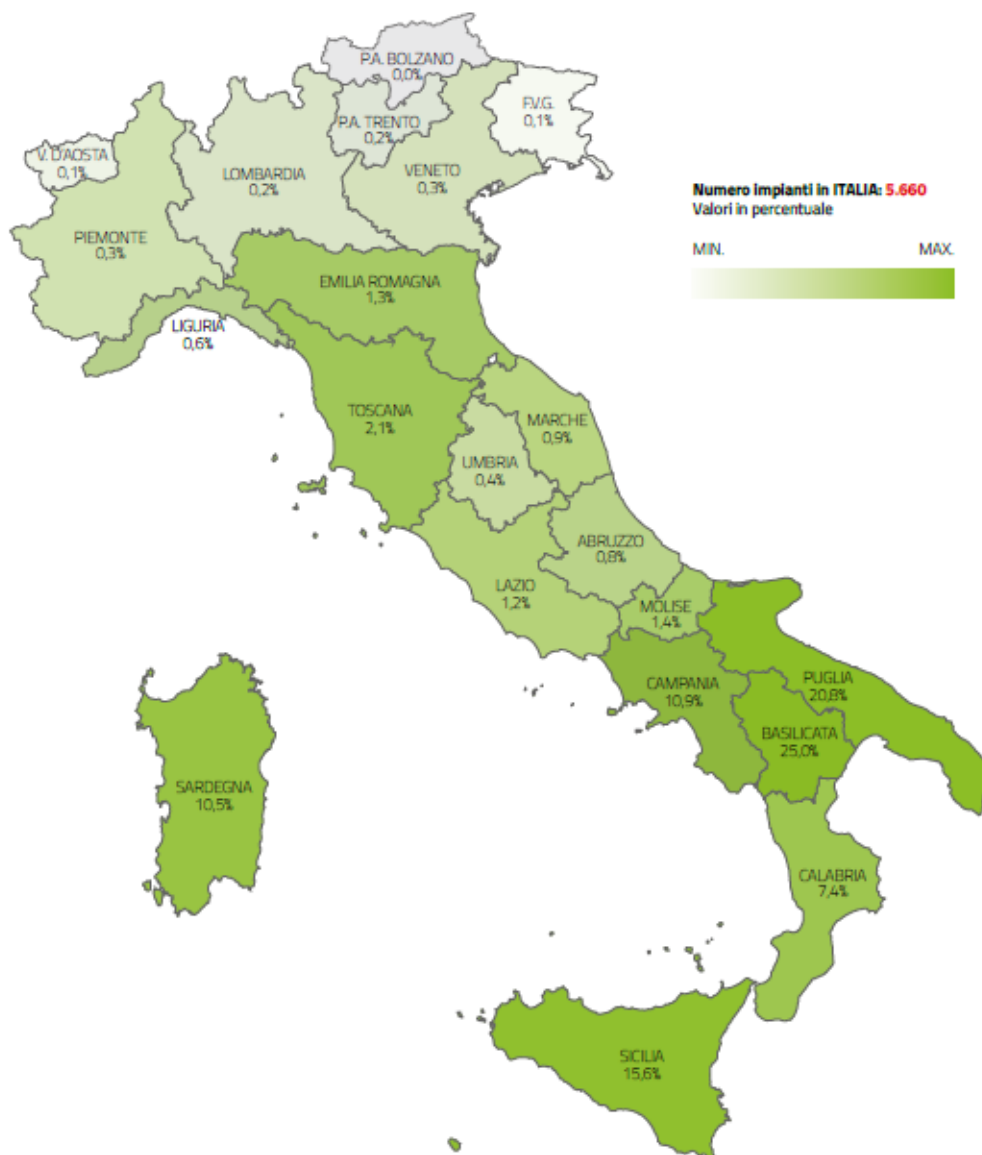 P.A. BOLZANO
0,0%
F.V.G.
0,1%
P.A. TRENTO
0,2%
V. D'AOSTA
0,1%
LOMBARDIA
0,2%
VENETO
0,3%
Numero impianti in ITALIA: 5.660
Valori in percentuale
MIN. MAX.
PIEMONTE
0,3%
EMILIA ROMAGNA
1,3%
LIGURIA
0,6%
TOSCANA
2,1%
MARCHE
0,9%
UMBRIA
0,4%
ABRUZZO
0,8%
LAZIO
1,2%
MOLISE
1,4%
CAMPANIA
10,9%
PUGLIA
20,8%
BASILICATA
25,0%
SARDEGNA
10,5%
CALABRIA
7,4%
SICILIA
15,6%